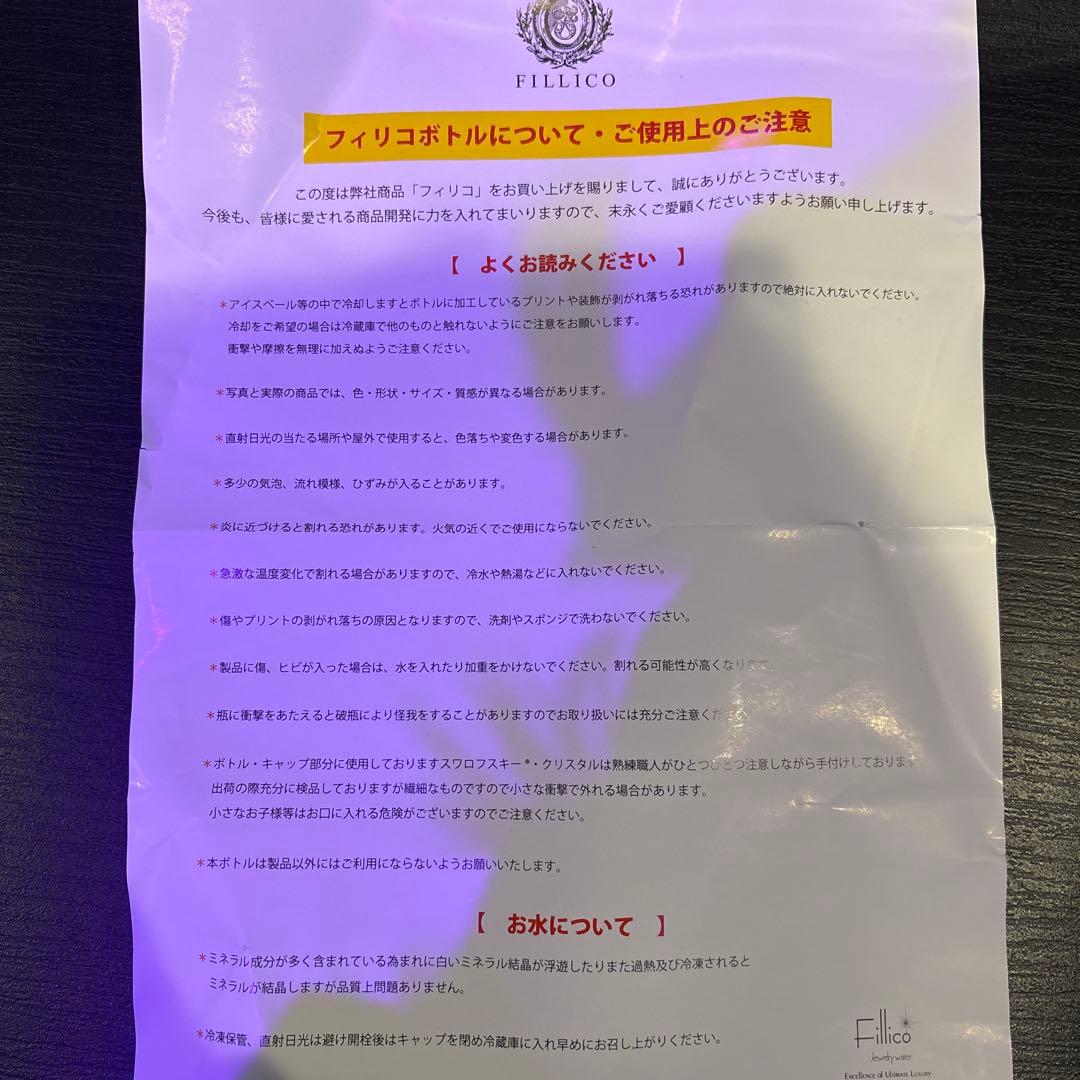 FILLICO
フィリコボトルについて・ご使用上のご注意
この度は弊社商品「フィリコ」をお買い上げを賜りまして、誠にありがとうございます。
今後も、皆様に愛される商品開発に力を入れてまいりますので、末永くご愛顧くださいますようお願い申し上げます。
【 よくお読みください 】
*アイスペール等の中で冷却しますとボトルに加工しているプリントや装飾が剥がれ落ちる恐れがありますので絶対に入れないでください。
冷却をご希望の場合は冷蔵庫で他のものと触れないようにご注意をお願いします。
衝撃や摩擦を無理に加えぬようご注意ください。
*写真と実際の商品では、色・形状・サイズ・質感が異なる場合があります。
*直射日光の当たる場所や屋外で使用すると、色落ちや変色する場合があります。
*多少の気泡、流れ模様、ひずみが入ることがあります。
*炎に近づけると割れる恐れがあります。火気の近くでご使用にならないでください。
*急激な温度変化で割れる場合がありますので、冷水や熱湯などに入れないでください。
*傷やプリントの剥がれ落ちの原因となりますので、洗剤やスポンジで洗わないでください。
*製品に傷、ヒビが入った場合は、水を入れたり加重をかけないでください。割れる可能性が高くなります。
*瓶に衝撃をあたえると破瓶により怪我をすることがありますのでお取り扱いには充分ご注意ください。
*ボトル・キャップ部分に使用しておりますスワロフスキー®・クリスタルは熟練職人がひとつひとつ注意しながら手付けしております
出荷の際充分に検品しておりますが繊細なものですので小さな衝撃で外れる場合があります。
小さなお子様等はお口に入れる危険がございますのでご注意ください。
*本ボトルは製品以外にはご利用にならないようお願いいたします。
【 お水について 】
*ミネラル成分が多く含まれている為まれに白いミネラル結晶が浮遊したりまた過熱及び冷凍されると
ミネラルが結晶しますが品質上問題ありません。
*冷凍保管、直射日光は避け開栓後はキャップを閉め冷蔵庫に入れ早めにお召し上がりください。
Fillico
Jewelry water
Excellence of Ultimate Luxury